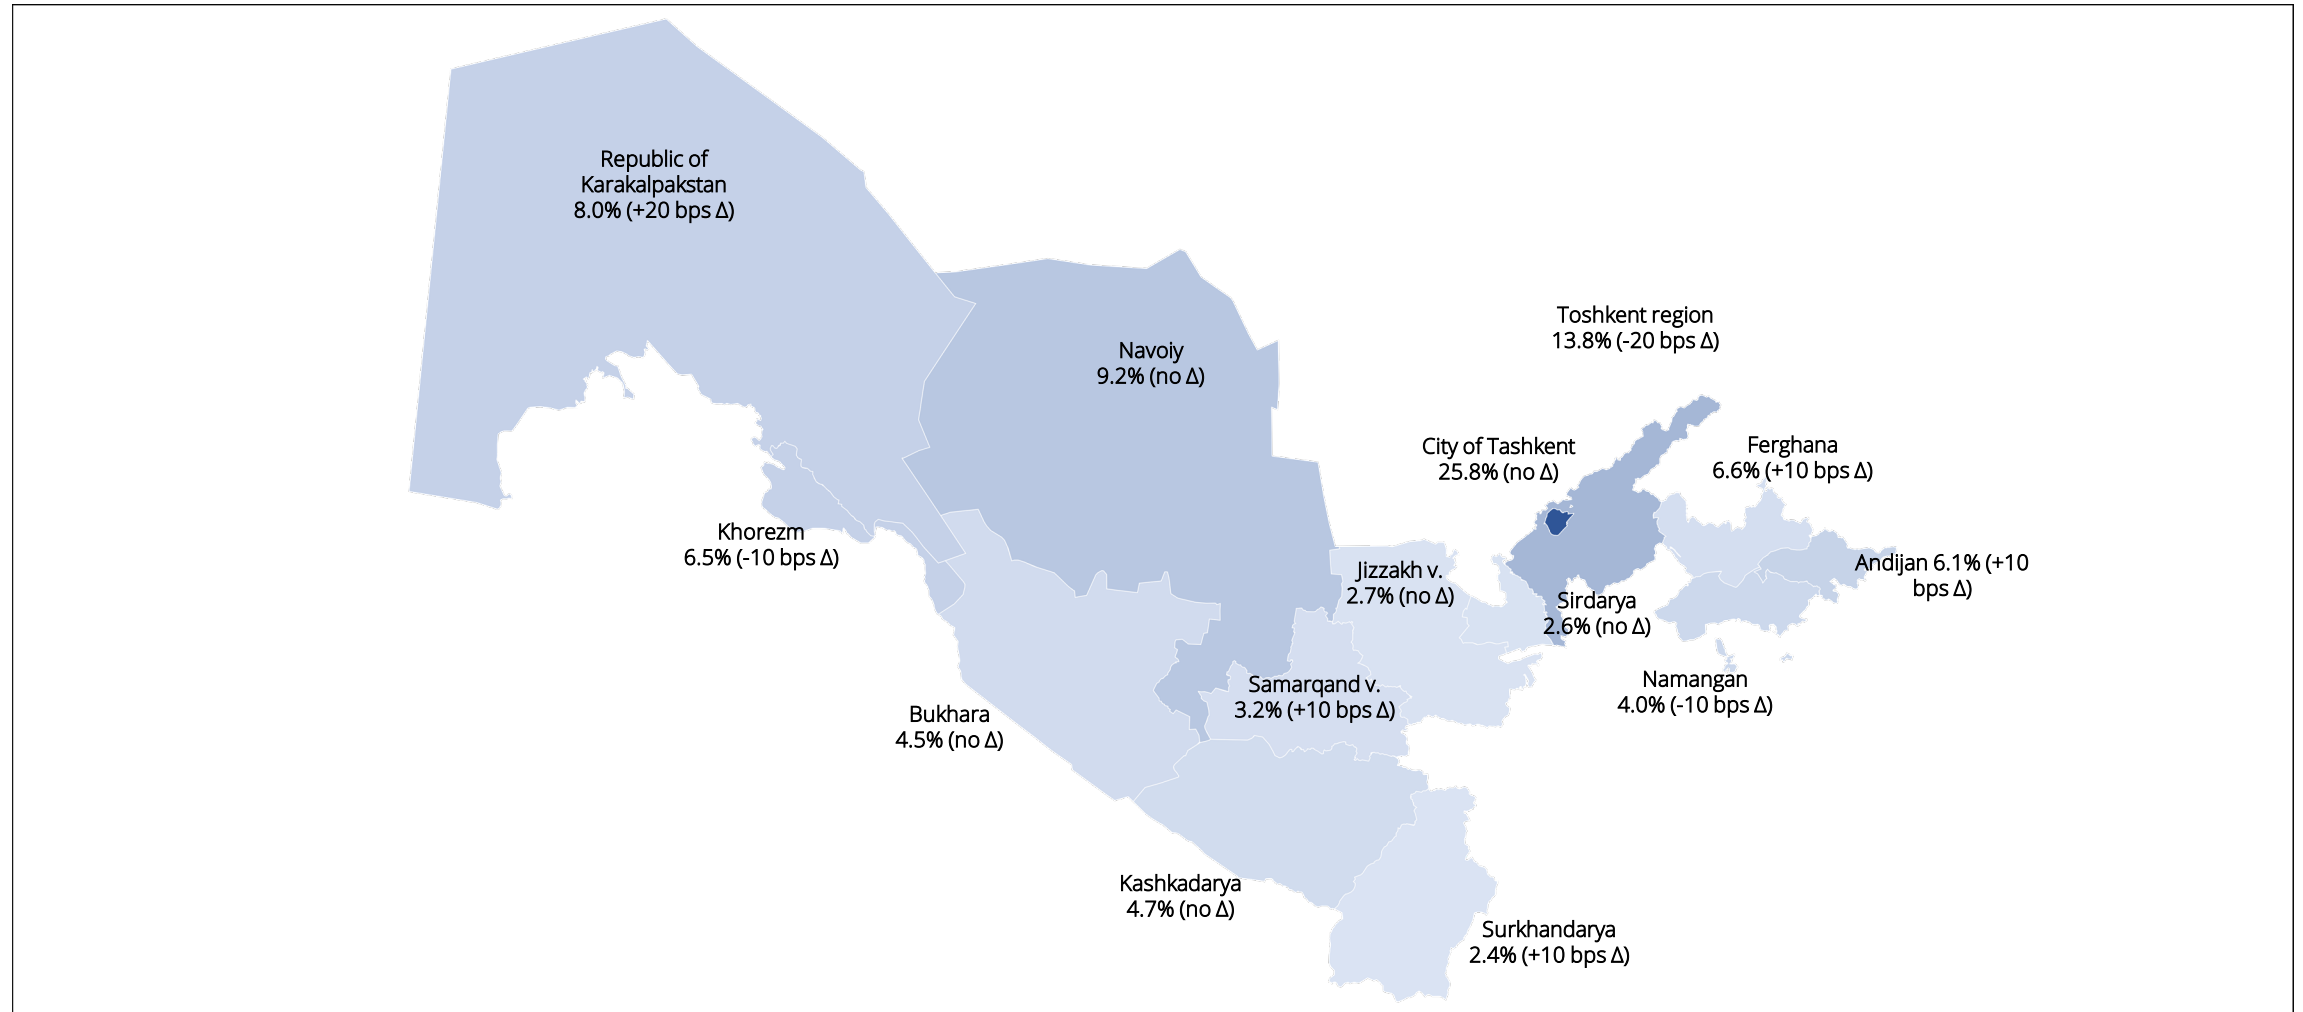 Republic of
Karakalpakstan
8.0% (+20 bps Δ)
Navoiy
9.2% (no Δ)
Toshkent region
13.8% (-20 bps Δ)
City of Tashkent
25.8% (no Δ)
Ferghana
6.6% (+10 bps Δ)
Khorezm
6.5% (-10 bps Δ)
Jizzakh v.
2.7% (no Δ)
Andijan 6.1% (+10
bps Δ)
Sirdarya
2.6% (no Δ)
Samarqand v.
3.2% (+10 bps Δ)
Namangan
4.0% (-10 bps Δ)
Bukhara
4.5% (no Δ)
Kashkadarya
4.7% (no Δ)
Surkhandarya
2.4% (+10 bps Δ)